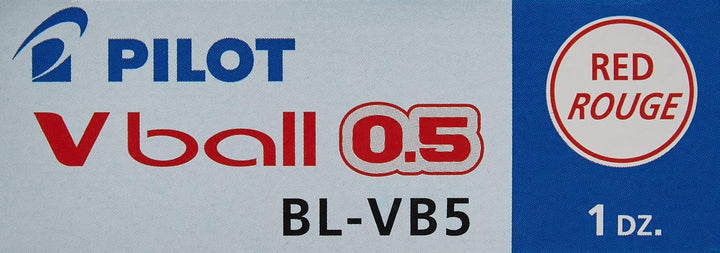 PILOT
V ball 0.5
BL-VB5
RED
ROUGE
1 DZ.